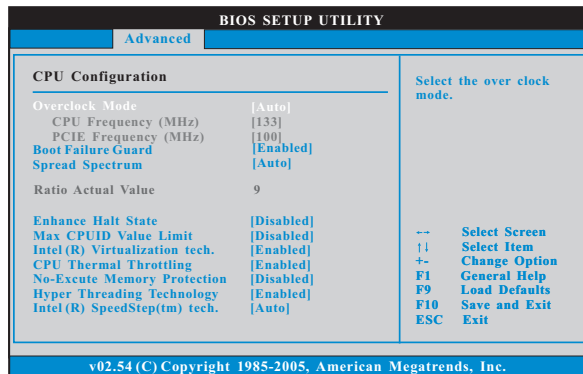 BIOS SETUP UTILITY
Advanced
CPU Configuration
Overclock Mode [Auto]
CPU Frequency (MHz) [133]
PCIE Frequency (MHz) [100]
Boot Failure Guard [Enabled]
Spread Spectrum [Auto]
Ratio Actual Value 9
Enhance Halt State [Disabled]
Max CPUID Value Limit [Disabled]
Intel (R) Virtualization tech. [Enabled]
CPU Thermal Throttling [Enabled]
No-Excute Memory Protection [Disabled]
Hyper Threading Technology [Enabled]
Intel (R) SpeedStep(tm) tech. [Auto]
Select the over clock
mode.
←→ Select Screen
↑↓ Select Item
+- Change Option
F1 General Help
F9 Load Defaults
F10 Save and Exit
ESC Exit
v02.54 (C) Copyright 1985-2005, American Megatrends, Inc.